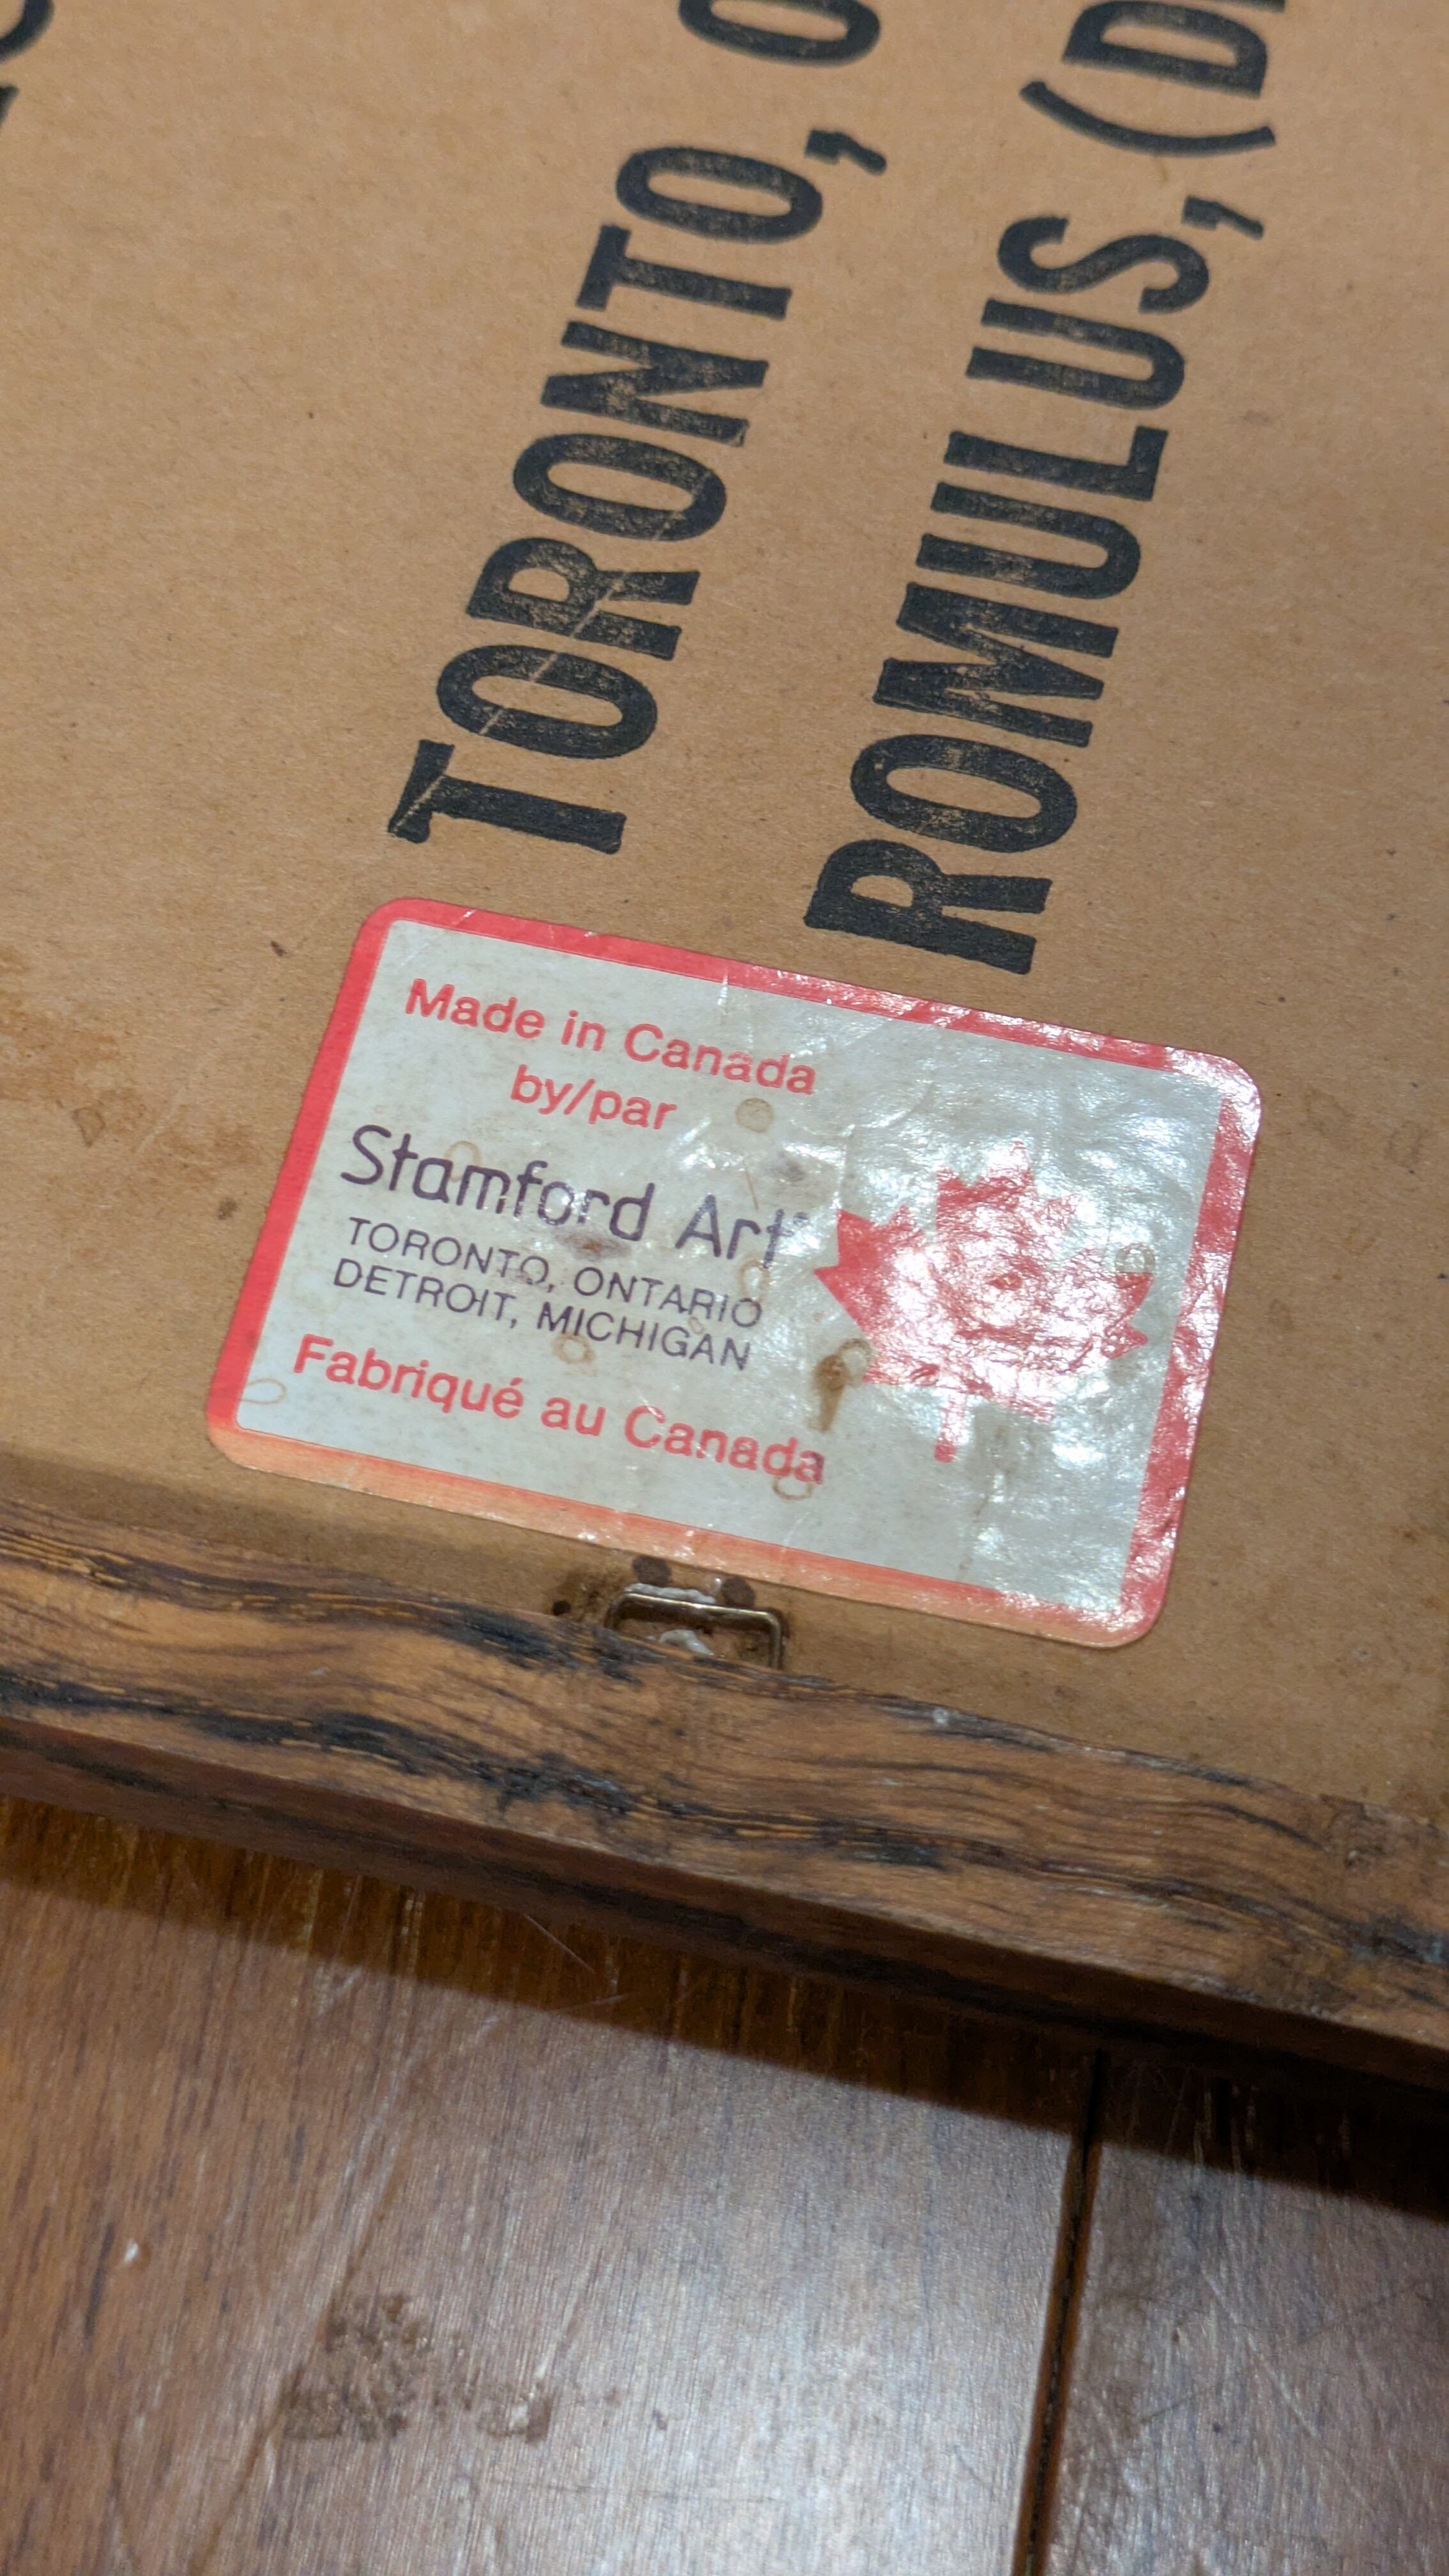 TORONTO, O
ROMULUS, (D
Made in Canada
by/par
Stamford Art
TORONTO, ONTARIO
DETROIT, MICHIGAN
Fabriqué au Canada